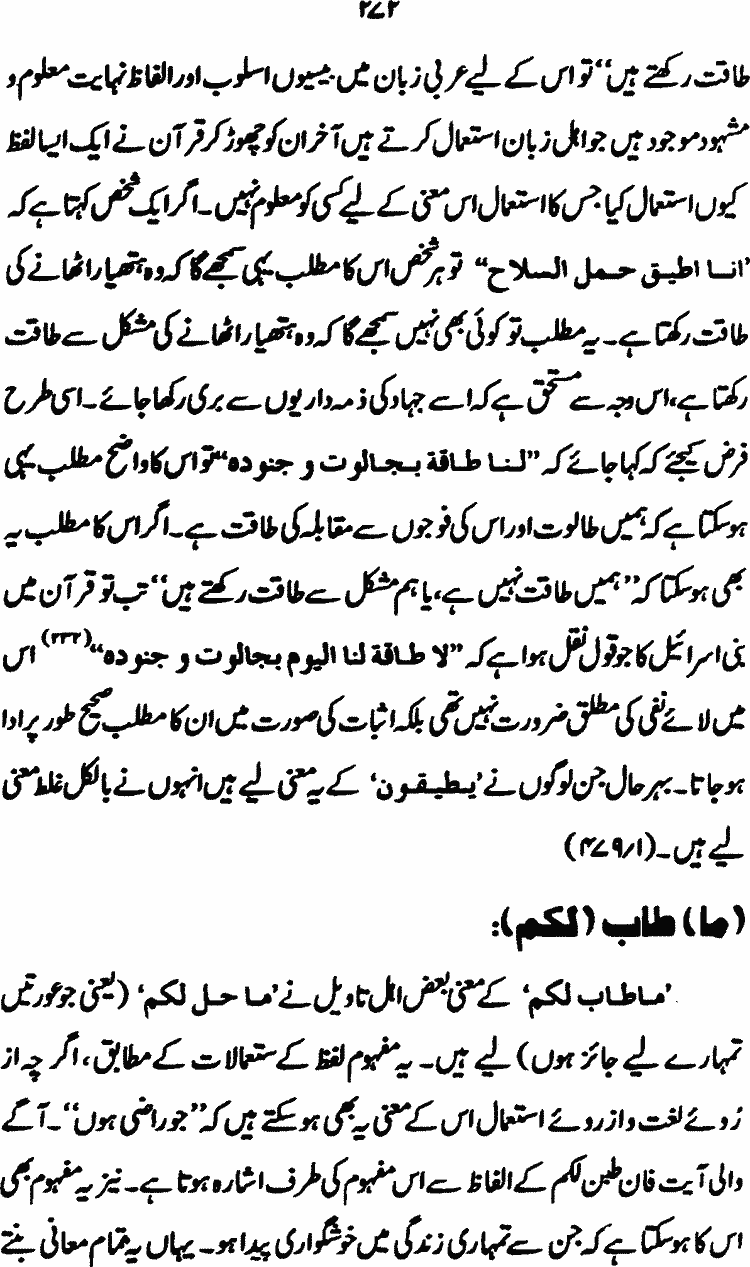 ۲۷۲
طاقت رکھتے ہیں“ تو اس کے لیے عربی زبان میں بیسیوں اسلوب اور الفاظ نہایت معلوم و
مشہود موجود ہیں جو اہل زبان استعمال کرتے ہیں آخر ان کو چھوڑ کر قرآن نے ایک ایسا لفظ
کیوں استعمال کیا جس کا استعمال اس معنی کے لیے کسی کو معلوم نہیں۔ اگر ایک شخص کہتا ہے کہ
’انا اطیق حمل السلاح“ تو ہر شخص اس کا مطلب یہی سمجھے گا کہ وہ ہتھیار اٹھانے کی
طاقت رکھتا ہے۔ یہ مطلب تو کوئی بھی نہیں سمجھے گا کہ وہ ہتھیار اٹھانے کی مشکل سے طاقت
رکھتا ہے، اس وجہ سے مستحق ہے کہ اسے جہاد کی ذمہ داریوں سے بری رکھا جائے۔ اسی طرح
فرض کیجئے کہ کہا جائے کہ ”لنا طاقة بجالوت و جنوده“ تو اس کا واضح مطلب یہی
ہو سکتا ہے کہ ہمیں طالوت اور اس کی فوجوں سے مقابلہ کی طاقت ہے۔ اگر اس کا مطلب یہ
بھی ہو سکتا کہ ”ہمیں طاقت نہیں ہے، یا ہم مشکل سے طاقت رکھتے ہیں“ تب تو قرآن میں
بنی اسرائیل کا جو قول نقل ہوا ہے کہ ”لا طاقة لنا الیوم بجالوت و جنوده“ (۲۳۲) اس
میں لائے نفی کی مطلق ضرورت نہیں تھی بلکہ اثبات کی صورت میں ان کا مطلب صحیح طور پر ادا
ہو جاتا۔ بہر حال جن لوگوں نے ’یطیقون‘ کے یہ معنی لیے ہیں انہوں نے بالکل غلط معنی
لیے ہیں۔ (۴۷۹/۱)
(ما) طاب (لکم):
’ماطاب لکم‘ کے معنی بعض اہل تاویل نے ’ما حل لکم‘ (یعنی جو عورتیں
تمہارے لیے جائز ہوں) لیے ہیں۔ یہ مفہوم لفظ کے ستعمالات کے مطابق، اگر چہ از
رُوئے لغت و ازروئے استعمال اس کے معنی یہ بھی ہو سکتے ہیں کہ ”جو راضی ہوں“۔ آگے
والی آیت فان طبن لکم کے الفاظ سے اس مفہوم کی طرف اشارہ ہوتا ہے۔ نیز یہ مفہوم بھی
اس کا ہو سکتا ہے کہ جن سے تمہاری زندگی میں خوشگواری پیدا ہو۔ یہاں یہ تمام معانی بنتے